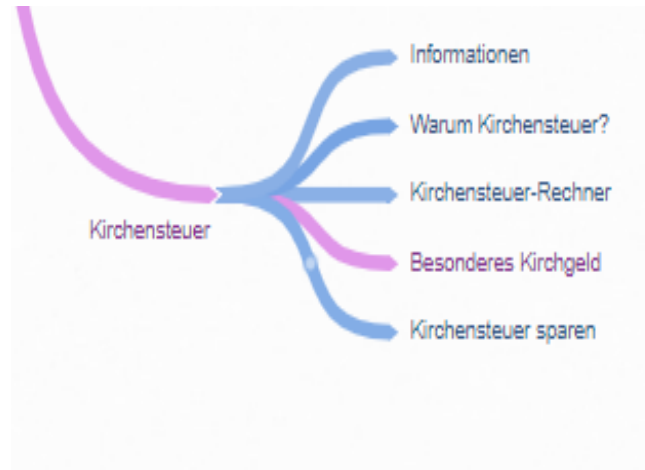 Informationen
Warum Kirchensteuer?
Kirchensteuer-Rechner
Kirchensteuer
Besonderes Kirchgeld
Kirchensteuer sparen